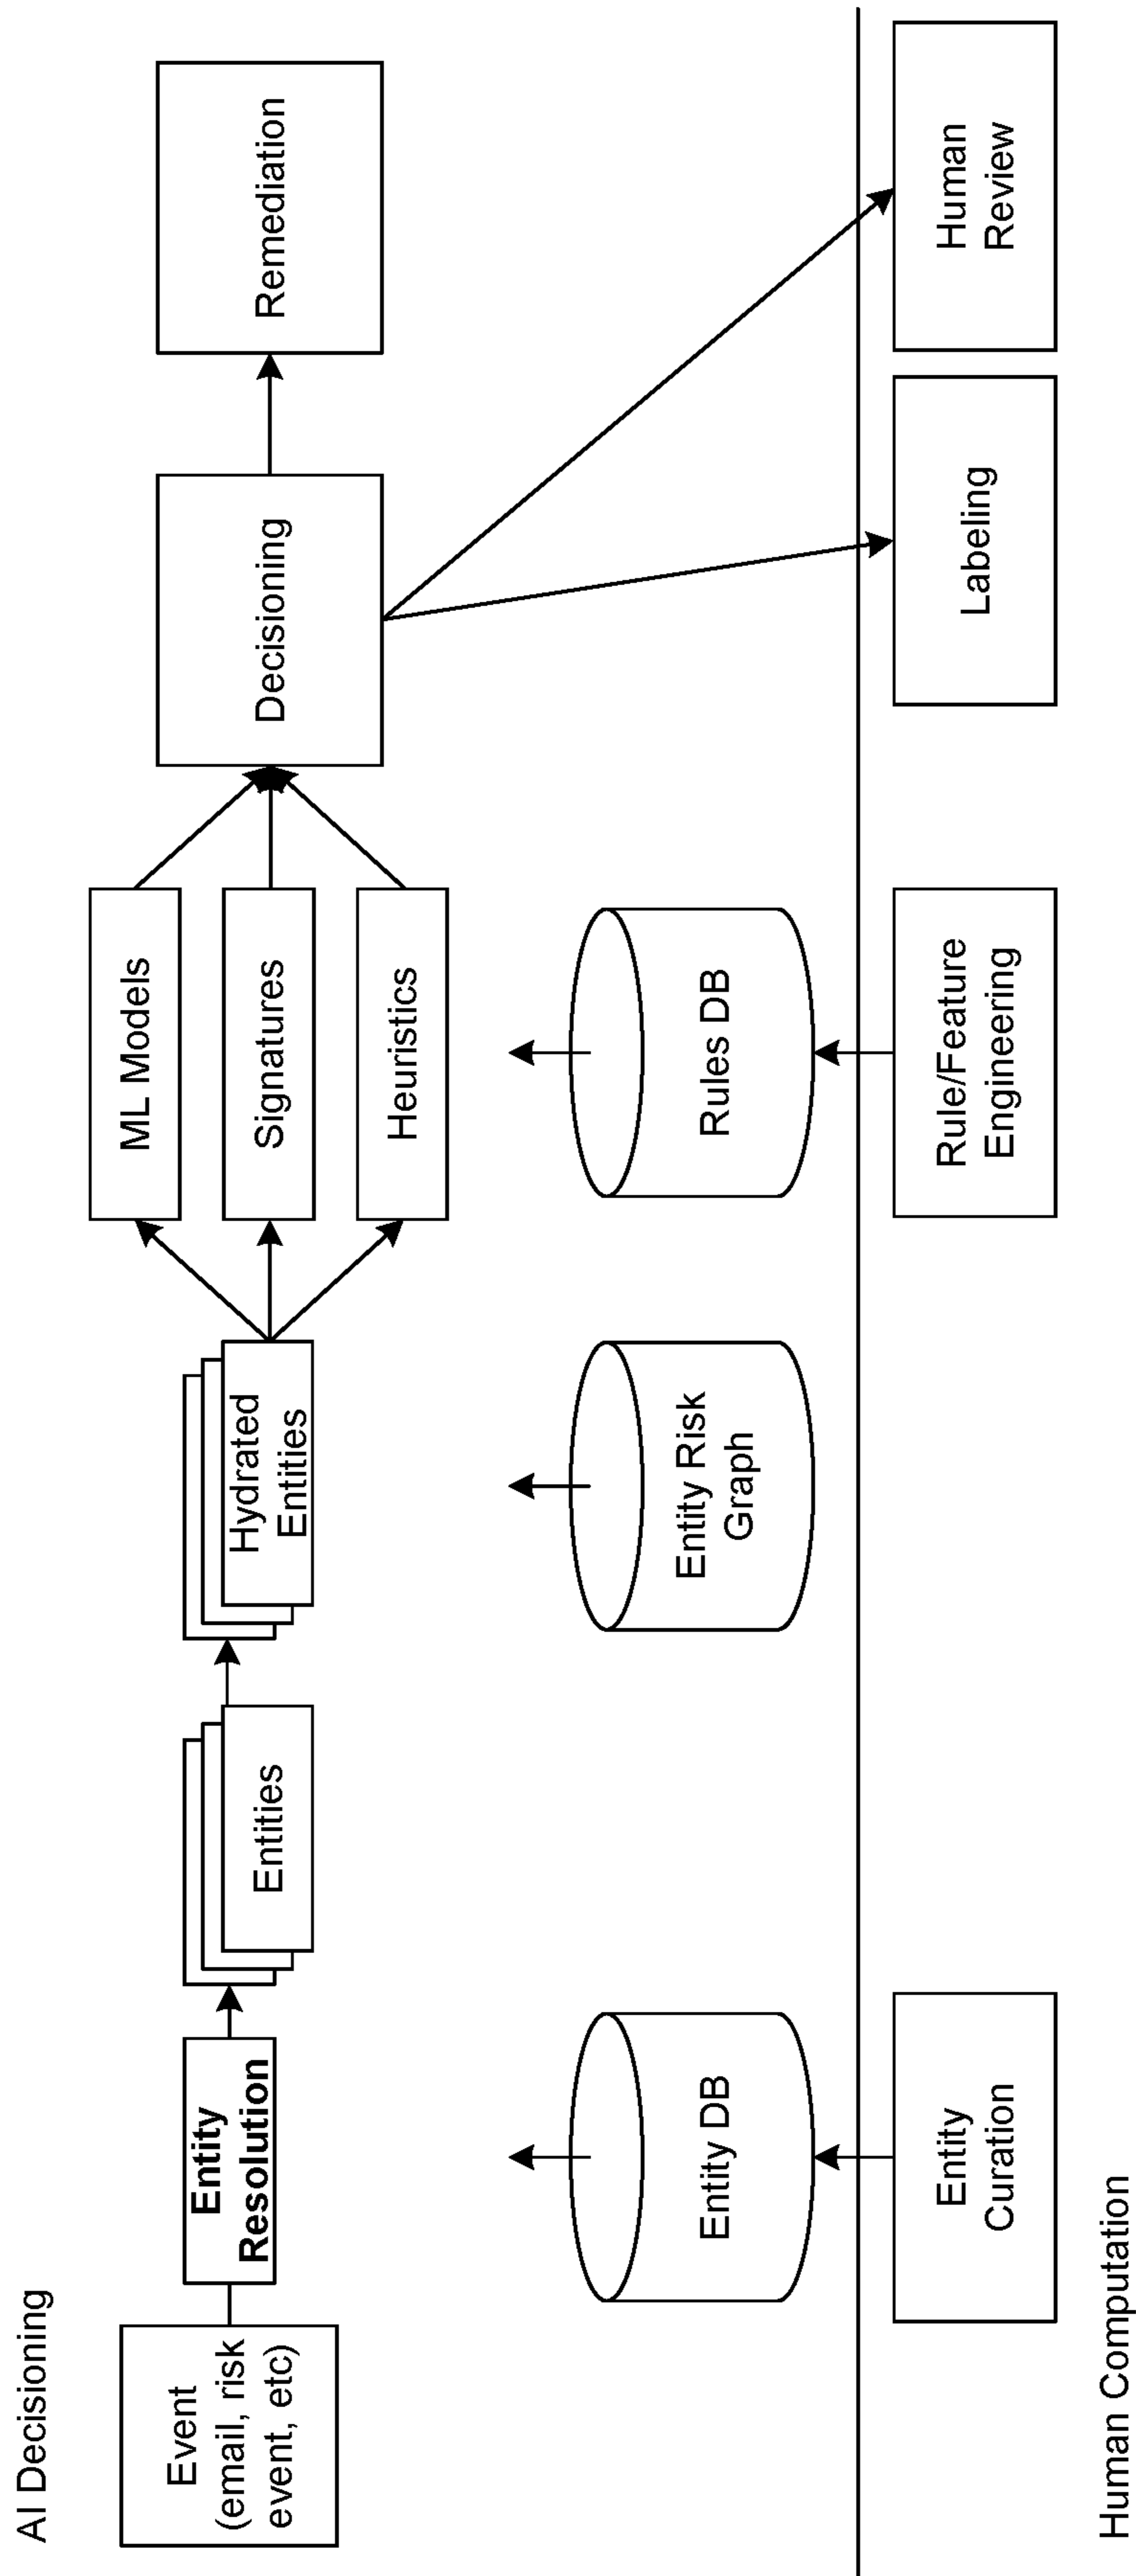 AI Decisioning
Event
(email, risk
event, etc)
Entity
Resolution
Entities
Hydrated
Entities
ML Models
Signatures
Heuristics
Decisioning
Remediation
Entity DB
Entity Risk
Graph
Rules DB
Entity
Curation
Rule/Feature
Engineering
Labeling
Human
Review
Human Computation